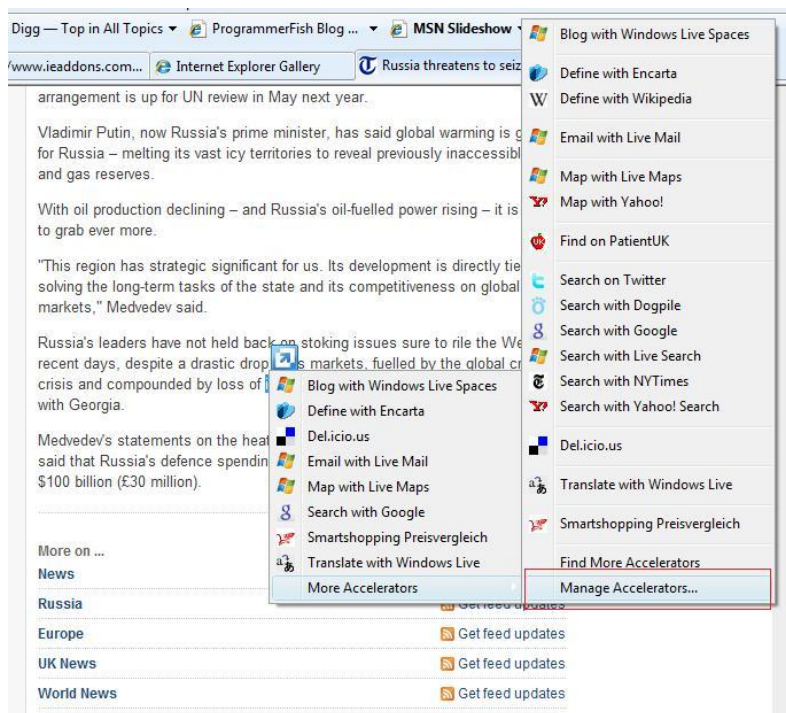 Digg — Top in All Topics
ProgrammerFish Blog ...
MSN Slideshow
/www.ieaddons.com...
Internet Explorer Gallery
Russia threatens to seiz
arrangement is up for UN review in May next year.
Vladimir Putin, now Russia's prime minister, has said global warming is g
for Russia – melting its vast icy territories to reveal previously inaccessibl
and gas reserves.
With oil production declining – and Russia's oil-fuelled power rising – it is
to grab ever more.
"This region has strategic significant for us. Its development is directly tie
solving the long-term tasks of the state and its competitiveness on global
markets," Medvedev said.
Russia's leaders have not held back on stoking issues sure to rile the We
recent days, despite a drastic drop s markets, fuelled by the global cr
crisis and compounded by loss of
with Georgia.
Medvedev's statements on the heat
said that Russia's defence spendin
$100 billion (£30 million).
More on ...
News
Russia
Get feed updates
Europe
Get feed updates
UK News
Get feed updates
World News
Get feed updates
Blog with Windows Live Spaces
Define with Encarta
Del.icio.us
Email with Live Mail
Map with Live Maps
Search with Google
Smartshopping Preisvergleich
Translate with Windows Live
More Accelerators
Blog with Windows Live Spaces
Define with Encarta
Define with Wikipedia
Email with Live Mail
Map with Live Maps
Map with Yahoo!
Find on PatientUK
Search on Twitter
Search with Dogpile
Search with Google
Search with Live Search
Search with NYTimes
Search with Yahoo! Search
Del.icio.us
Translate with Windows Live
Smartshopping Preisvergleich
Find More Accelerators
Manage Accelerators...